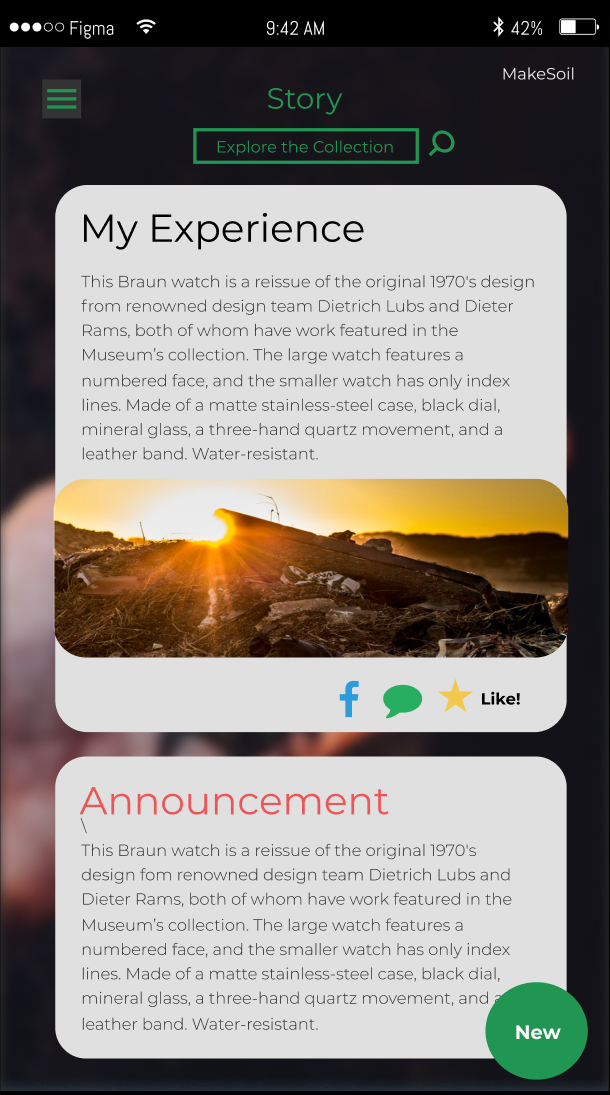 Figma 9:42 AM 42%
MakeSoil
Story
Explore the Collection
My Experience
This Braun watch is a reissue of the original 1970's design
from renowned design team Dietrich Lubs and Dieter
Rams, both of whom have work featured in the
Museum’s collection. The large watch features a
numbered face, and the smaller watch has only index
lines. Made of a matte stainless-steel case, black dial,
mineral glass, a three-hand quartz movement, and a
leather band. Water-resistant.
Like!
Announcement
\
This Braun watch is a reissue of the original 1970's
design fom renowned design team Dietrich Lubs and
Dieter Rams, both of whom have work featured in the
Museum’s collection. The large watch features a
numbered face, and the smaller watch has only index
lines. Made of a matte stainless-steel case, black dial,
mineral glass, a three-hand quartz movement, and a
leather band. Water-resistant.
New